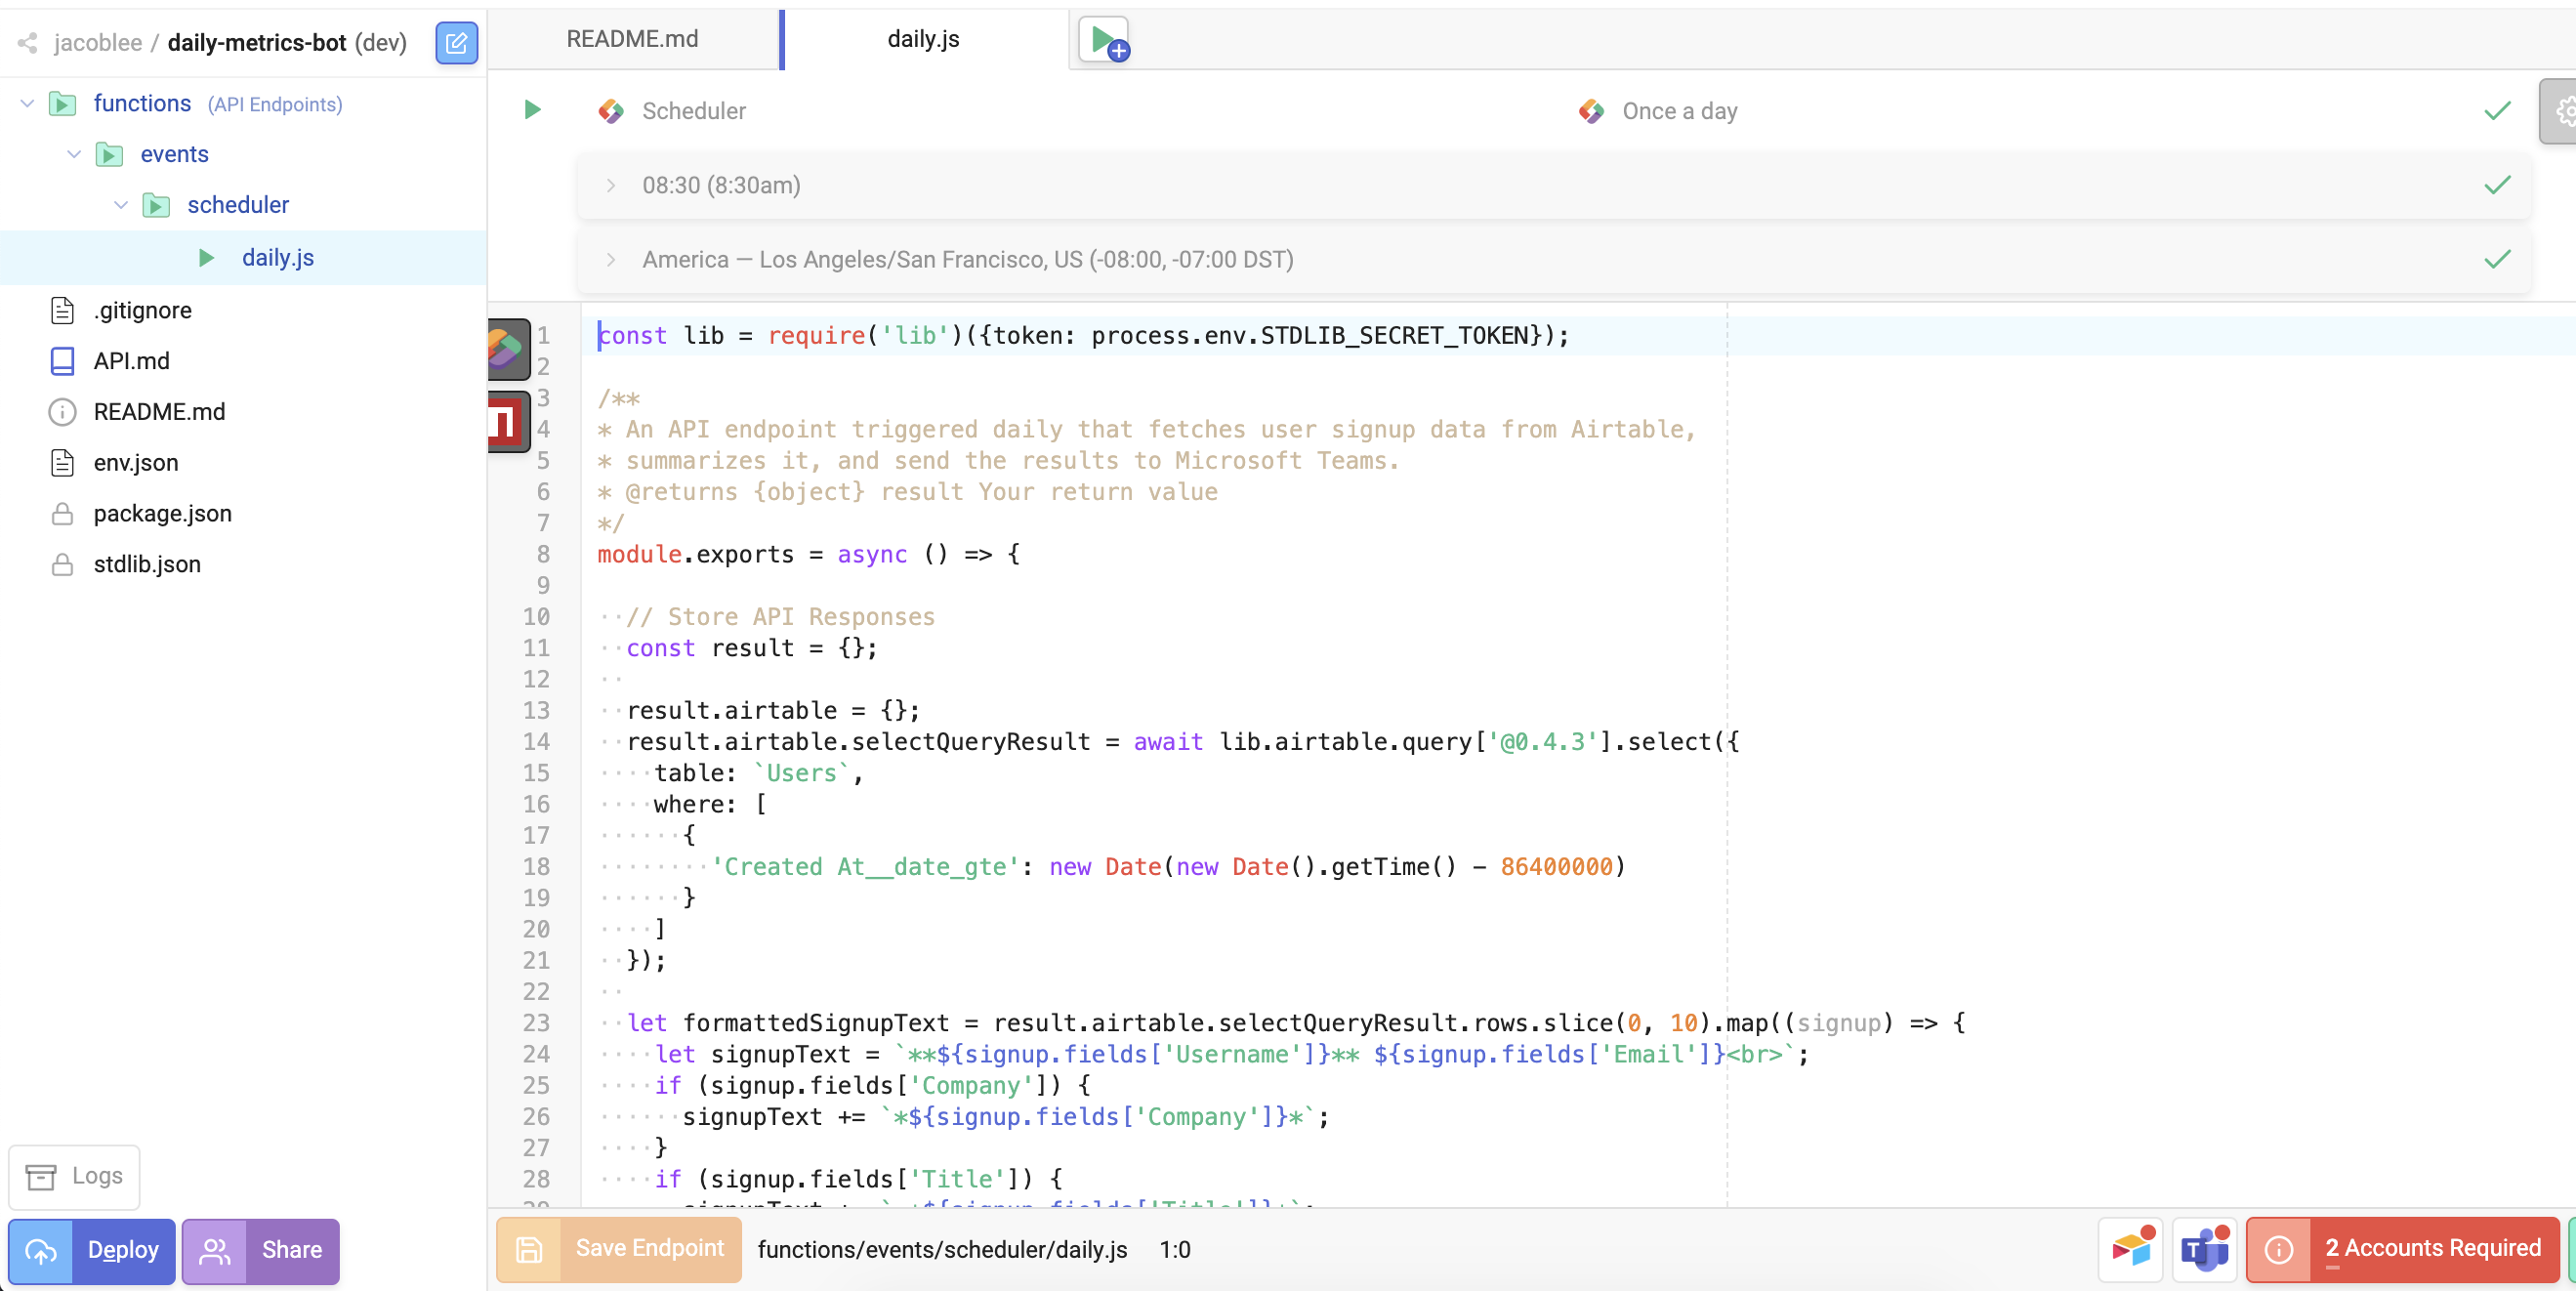 jacoblee / daily-metrics-bot (dev)
functions (API Endpoints)
events
scheduler
daily.js
.gitignore
API.md
README.md
env.json
package.json
stdlib.json
Logs
Deploy
Share
README.md
daily.js
Scheduler
Once a day
08:30 (8:30am)
America — Los Angeles/San Francisco, US (-08:00, -07:00 DST)
1 const lib = require('lib')({token: process.env.STDLIB_SECRET_TOKEN});
2
3 /**
4 * An API endpoint triggered daily that fetches user signup data from Airtable,
5 * summarizes it, and send the results to Microsoft Teams.
6 * @returns {object} result Your return value
7 */
8 module.exports = async () => {
9
10 // Store API Responses
11 const result = {};
12
13 result.airtable = {};
14 result.airtable.selectQueryResult = await lib.airtable.query['@0.4.3'].select({
15 table: `Users`,
16 where: [
17 {
18 'Created At__date_gte': new Date(new Date().getTime() - 86400000)
19 }
20 ]
21 });
22
23 let formattedSignupText = result.airtable.selectQueryResult.rows.slice(0, 10).map((signup) => {
24 let signupText = `**${signup.fields['Username']}** ${signup.fields['Email']}<br>`;
25 if (signup.fields['Company']) {
26 signupText += `*${signup.fields['Company']}*`;
27 }
28 if (signup.fields['Title']) {
Save Endpoint
functions/events/scheduler/daily.js 1:0
T
2 Accounts Required